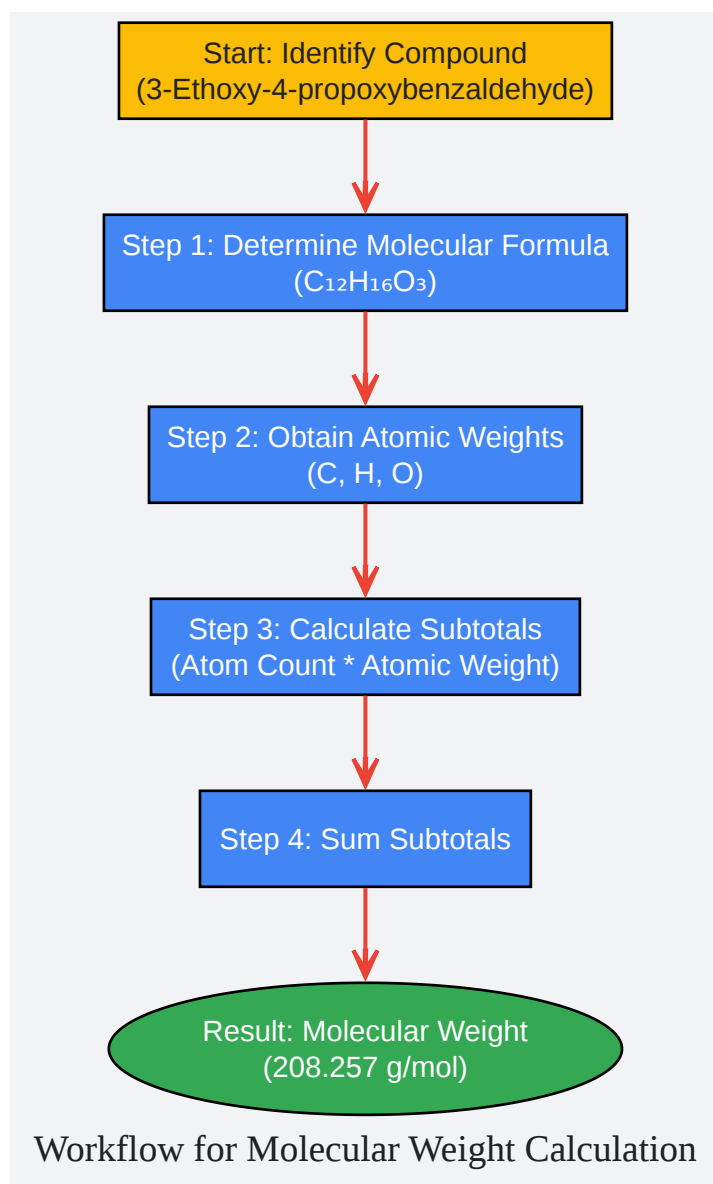 Start: Identify Compound
(3-Ethoxy-4-propoxybenzaldehyde)
Step 1: Determine Molecular Formula
(C₁₂H₁₆O₃)
Step 2: Obtain Atomic Weights
(C, H, O)
Step 3: Calculate Subtotals
(Atom Count * Atomic Weight)
Step 4: Sum Subtotals
Result: Molecular Weight
(208.257 g/mol)
Workflow for Molecular Weight Calculation